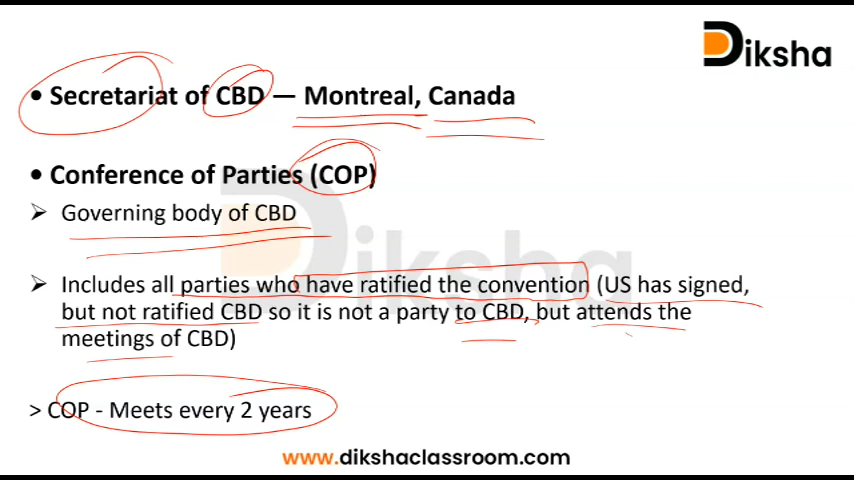 Diksha
• Secretariat of CBD — Montreal, Canada
• Conference of Parties (COP)
➢ Governing body of CBD
Diksha
➢ Includes all parties who have ratified the convention (US has signed,
but not ratified CBD so it is not a party to CBD, but attends the
meetings of CBD)
> COP - Meets every 2 years
www.dikshaclassroom.com